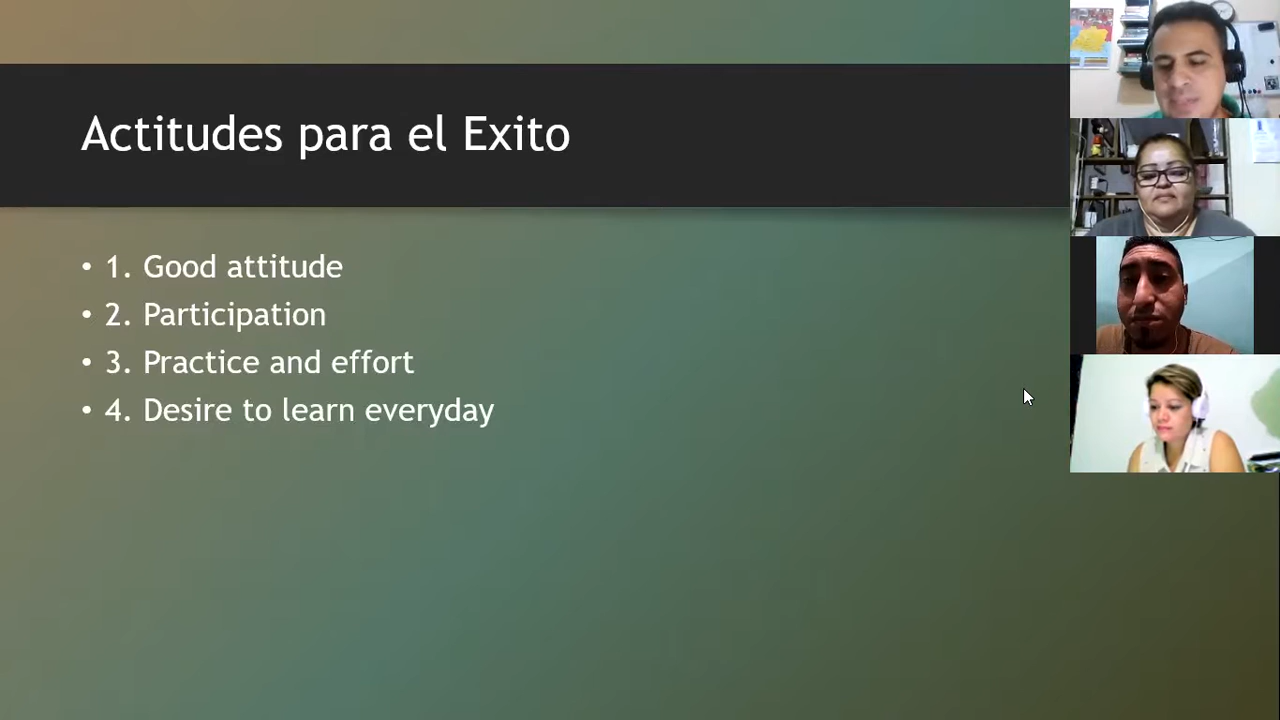 Actitudes para el Exito
• 1. Good attitude
• 2. Participation
• 3. Practice and effort
• 4. Desire to learn everyday